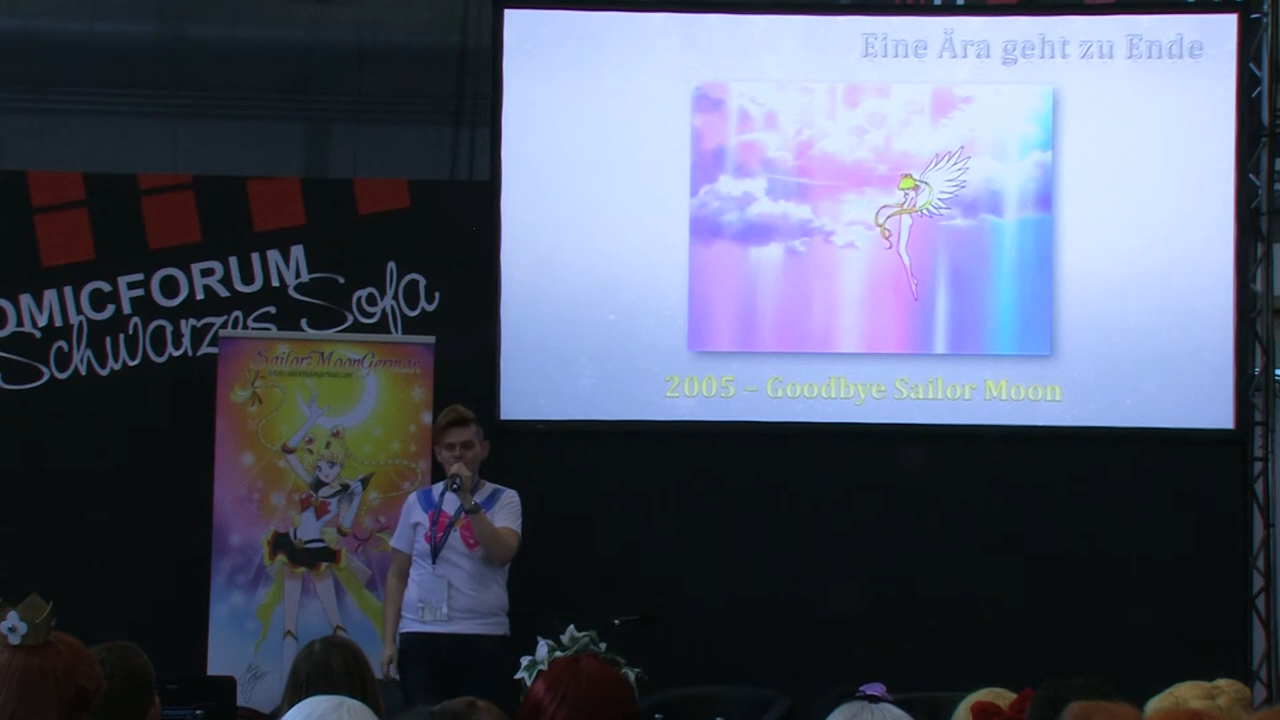 Eine Ära geht zu Ende
2005 – Goodbye Sailor Moon
OMICFORUM
Schwarzes Sofa
SailorMoonGerman